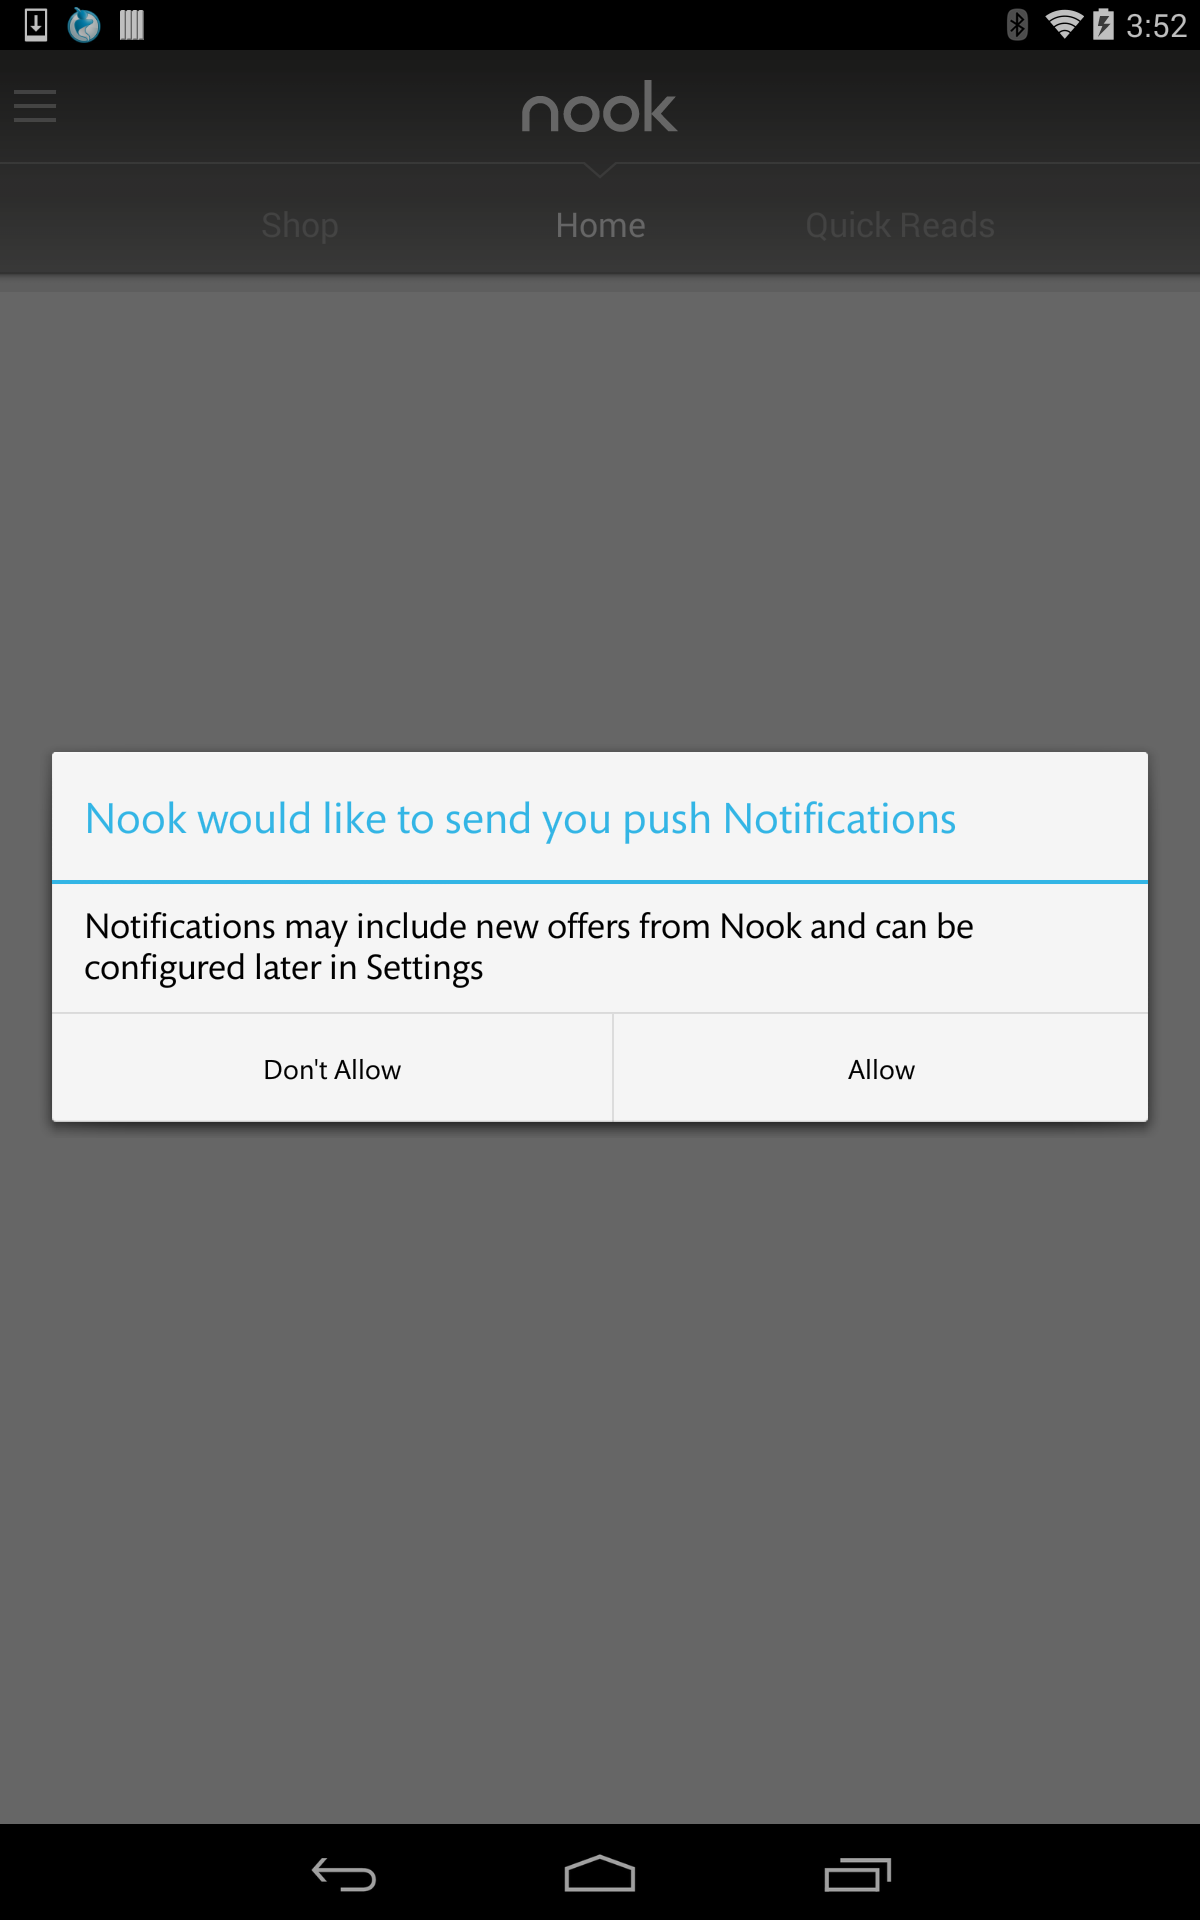 3:52
nook
Shop Home Quick Reads
Nook would like to send you push Notifications
Notifications may include new offers from Nook and can be
configured later in Settings
Don't Allow Allow